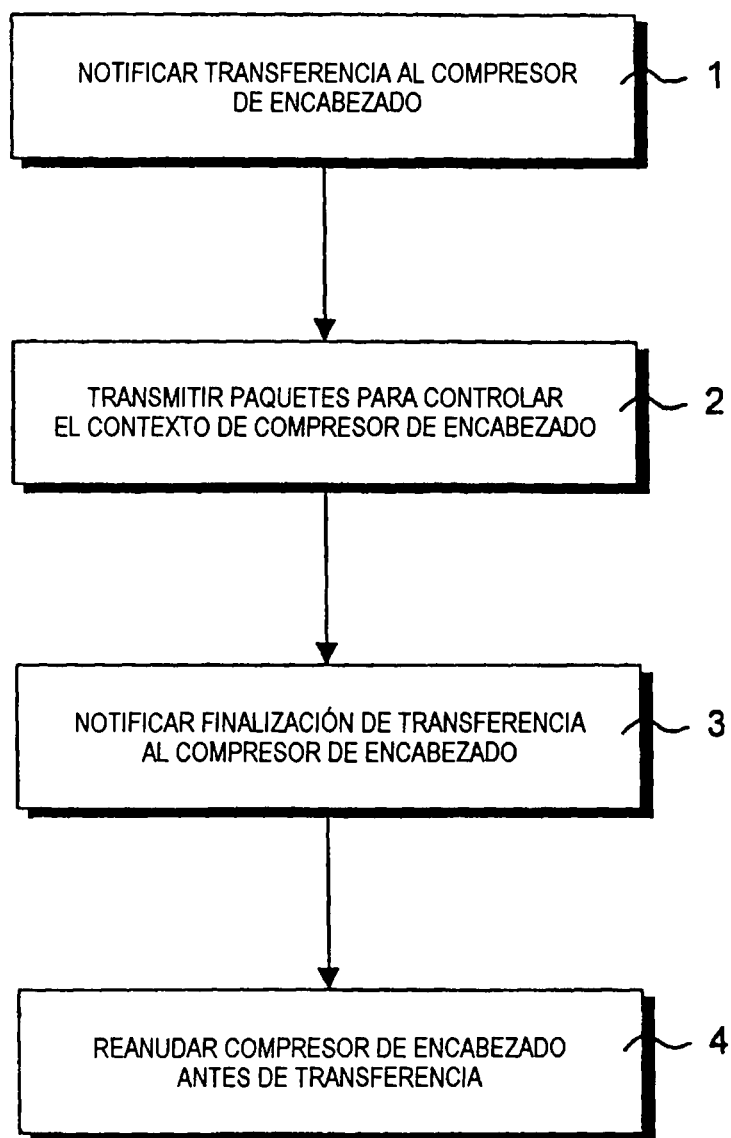 NOTIFICAR TRANSFERENCIA AL COMPRESOR
DE ENCABEZADO
1
TRANSMITIR PAQUETES PARA CONTROLAR
EL CONTEXTO DE COMPRESOR DE ENCABEZADO
2
NOTIFICAR FINALIZACIÓN DE TRANSFERENCIA
AL COMPRESOR DE ENCABEZADO
3
REANUDAR COMPRESOR DE ENCABEZADO
ANTES DE TRANSFERENCIA
4